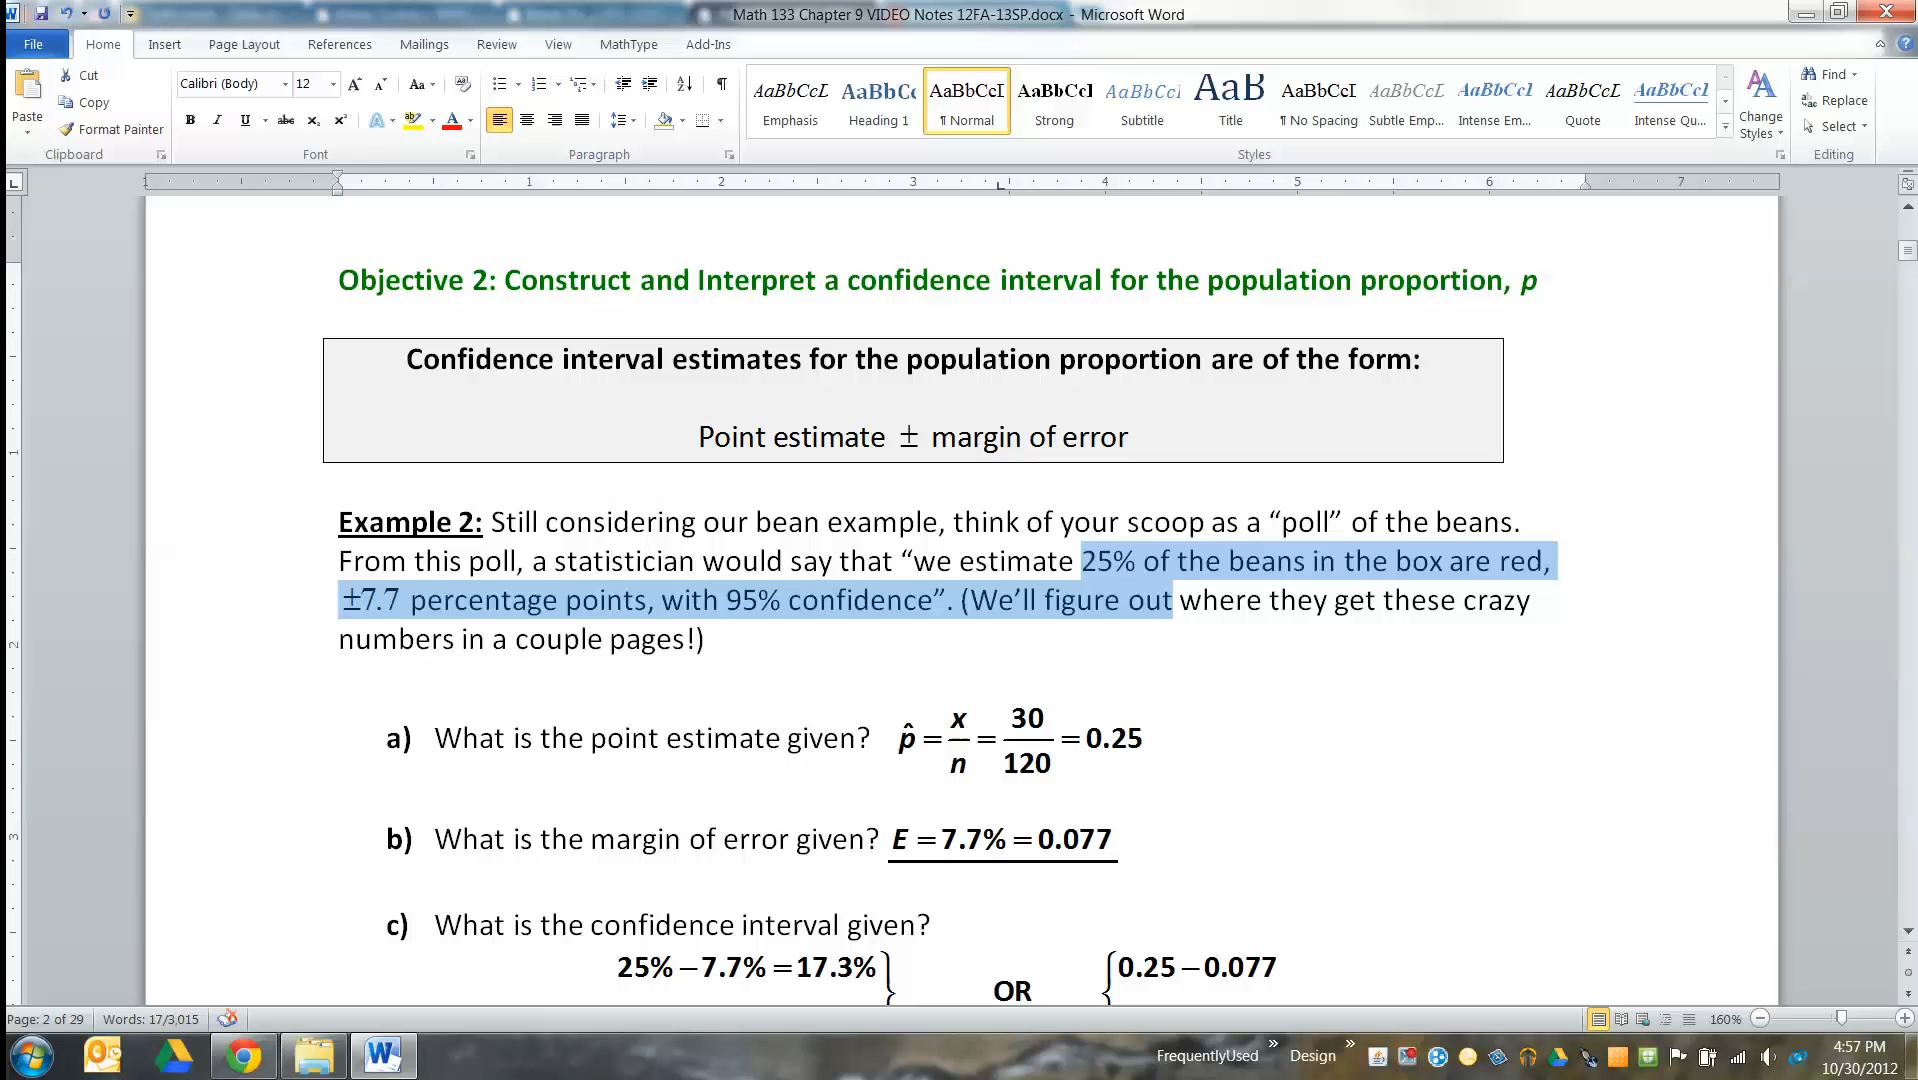 Math 133 Chapter 9 VIDEO Notes 12FA-13SP.docx - Microsoft Word
File Home Insert Page Layout References Mailings Review View MathType Add-Ins
Paste
Cut
Copy
Format Painter
Clipboard
Calibri (Body) 12
Font
Paragraph
AaBbCcL AaBbCc AaBbCcI AaBbCcI AaBbCcI AaB AaBbCcI AaBbCcL AaBbCcI AaBbCcL AaBbCcI
Emphasis Heading 1 ¶ Normal Strong Subtitle Title ¶ No Spacing Subtle Emp... Intense Em... Quote Intense Qu...
Styles
Change Styles
Find
Replace
Select
Editing
1 1 2 3 4 5 6 7
Objective 2: Construct and Interpret a confidence interval for the population proportion, p
Confidence interval estimates for the population proportion are of the form:
Point estimate ± margin of error
Example 2: Still considering our bean example, think of your scoop as a “poll” of the beans.
From this poll, a statistician would say that “we estimate 25% of the beans in the box are red,
±7.7 percentage points, with 95% confidence”. (We’ll figure out where they get these crazy
numbers in a couple pages!)
a) What is the point estimate given? p̂ = x/n = 30/120 = 0.25
b) What is the margin of error given? E = 7.7% = 0.077
c) What is the confidence interval given?
25% − 7.7% = 17.3% } OR { 0.25 − 0.077
Page: 2 of 29 Words: 17/3,015 160%
FrequentlyUsed » Design »
4:57 PM
10/30/2012